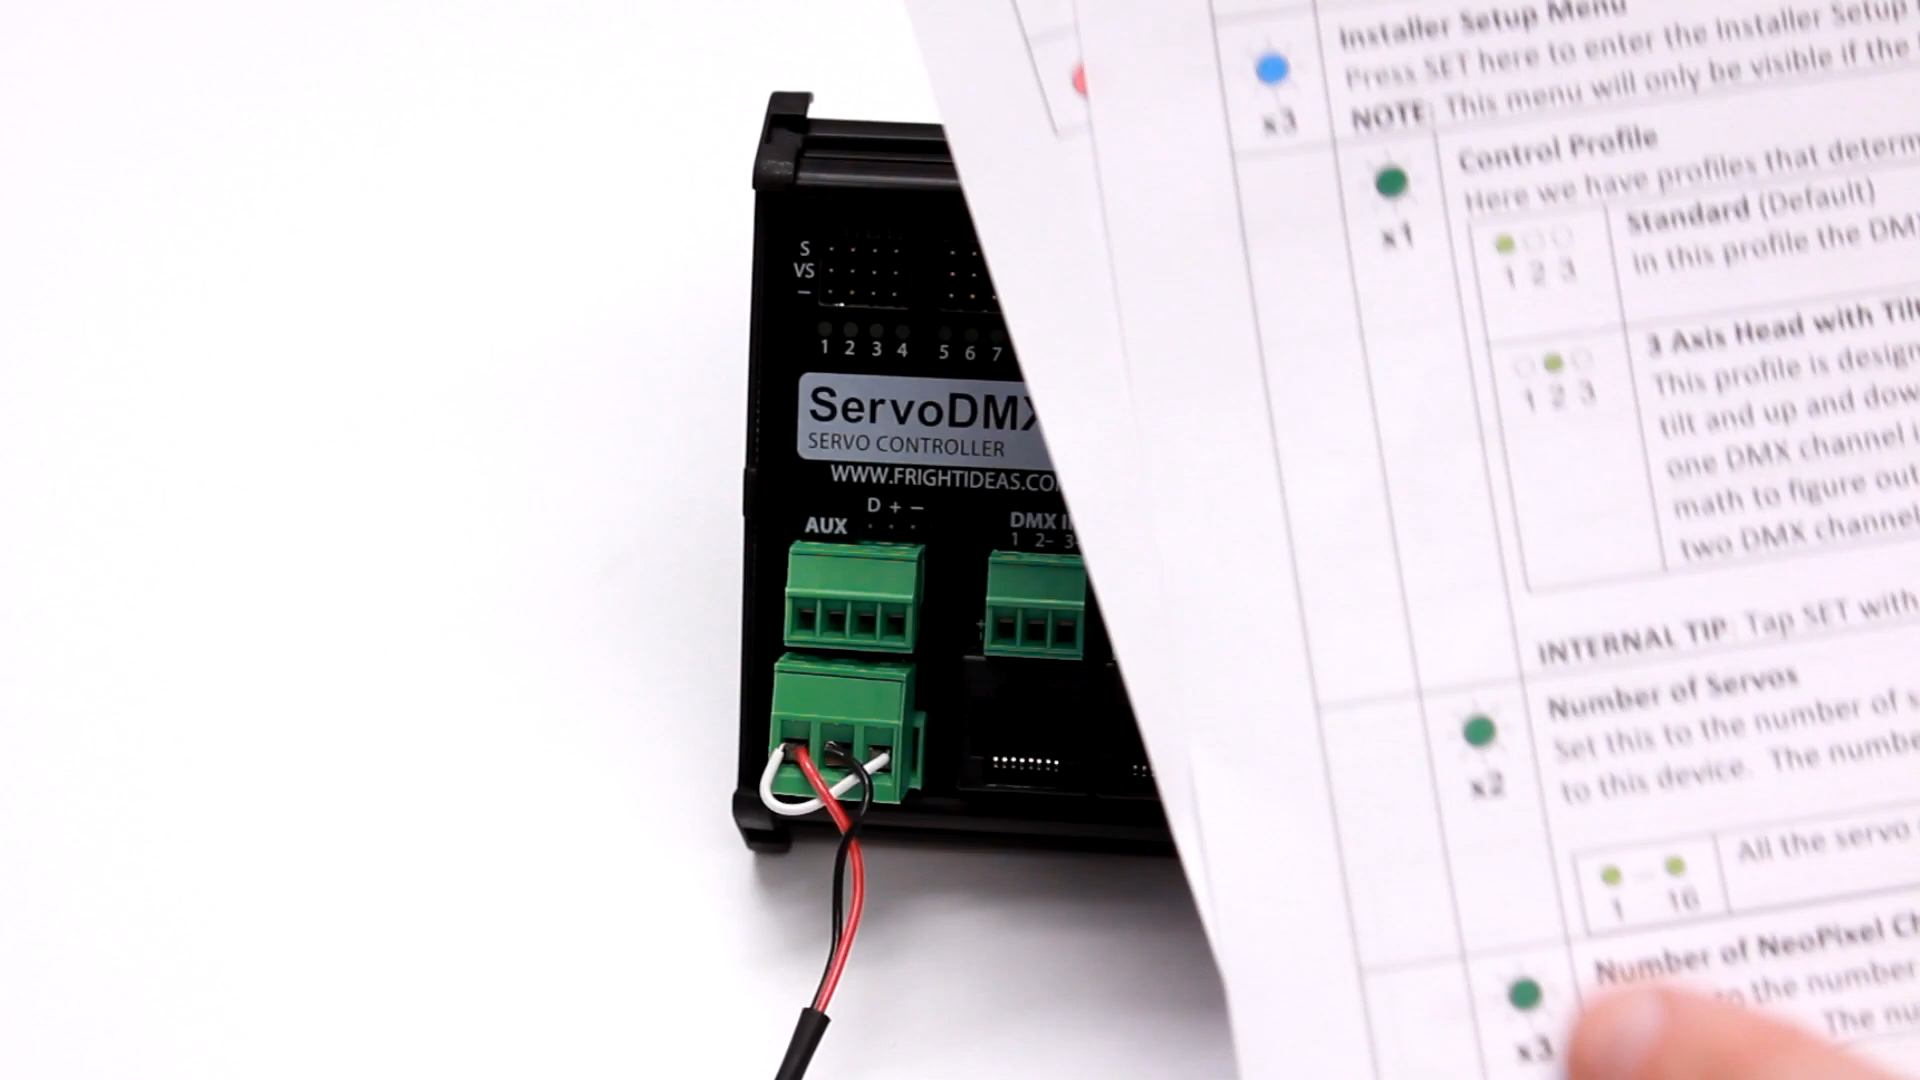 S
VS
–
1 2 3 4 5 6 7
ServoDMX
SERVO CONTROLLER
WWW.FRIGHTIDEAS.CO
D + –
AUX
DMX I
1 2– 3
Installer Setup Menu
Press SET here to enter the Installer Setup
x3
NOTE: This menu will only be visible if the
Control Profile
Here we have profiles that determ
x1
Standard (Default)
In this profile the DM
1 2 3
3 Axis Head with Tilt
This profile is design
tilt and up and dow
1 2 3
one DMX channel i
math to figure out
two DMX channel
INTERNAL TIP: Tap SET with
Number of Servos
Set this to the number of s
to this device. The numbe
x2
All the servo
1 16
Number of NeoPixel Ch
to the number
The nu
x3